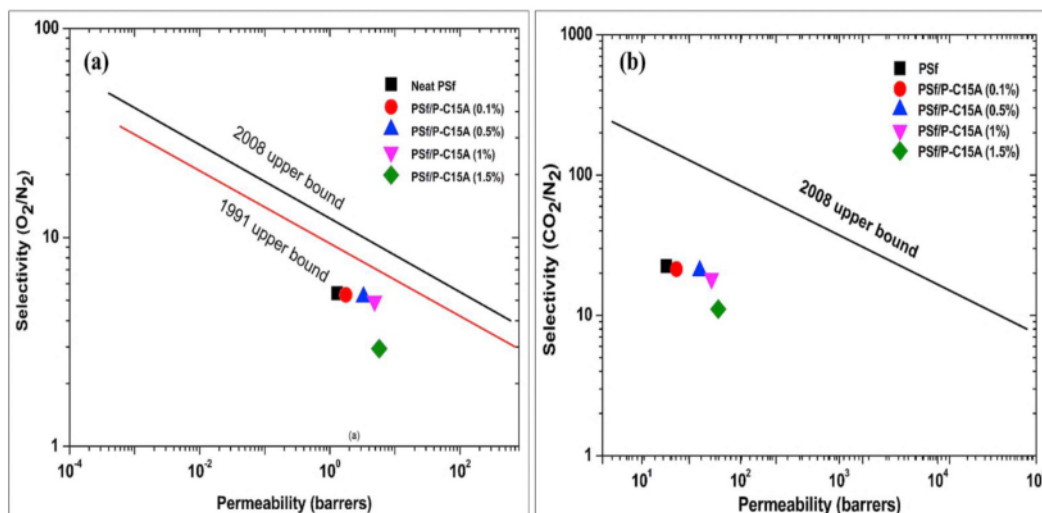 (a)
Neat PSf
PSf/P-C15A (0.1%)
PSf/P-C15A (0.5%)
PSf/P-C15A (1%)
PSf/P-C15A (1.5%)
2008 upper bound
1991 upper bound
Selectivity (O2/N2)
100
10
1
10-4
10-2
100
102
(a)
Permeability (barrers)
(b)
PSf
PSf/P-C15A (0.1%)
PSf/P-C15A (0.5%)
PSf/P-C15A (1%)
PSf/P-C15A (1.5%)
2008 upper bound
Selectivity (CO2/N2)
1000
100
10
1
101
102
103
104
10
Permeability (barrers)